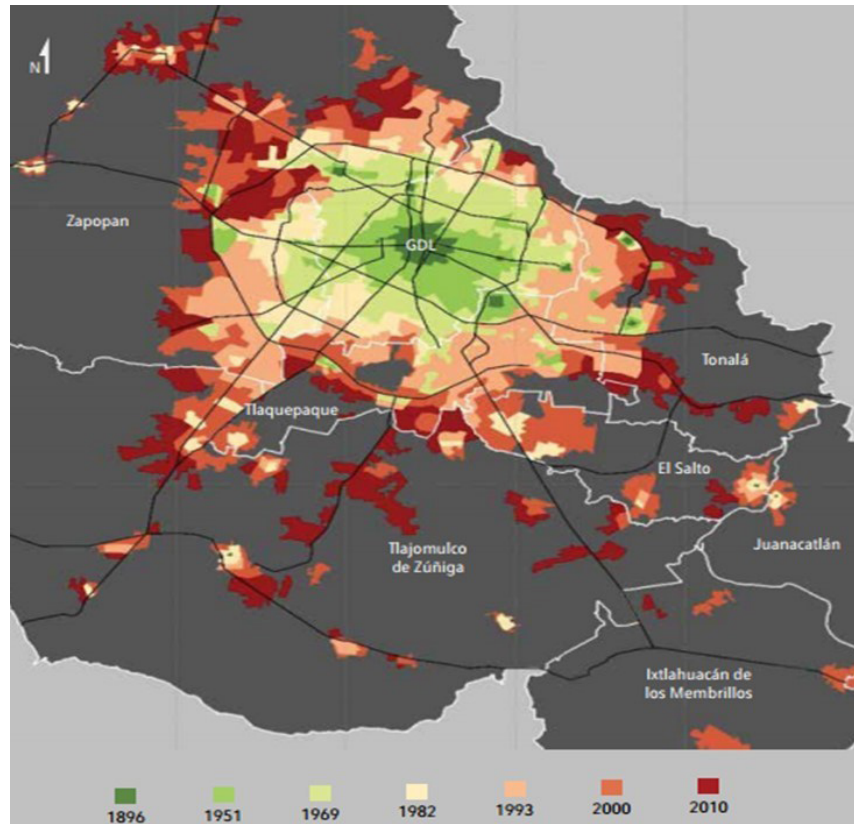 N
GDL
Zapopan
Tonalá
Tlaquepaque
El Salto
Tlajomulco
de Zúñiga
Juanacatlán
Ixtlahuacán de
los Membrillos
1896 1951 1969 1982 1993 2000 2010